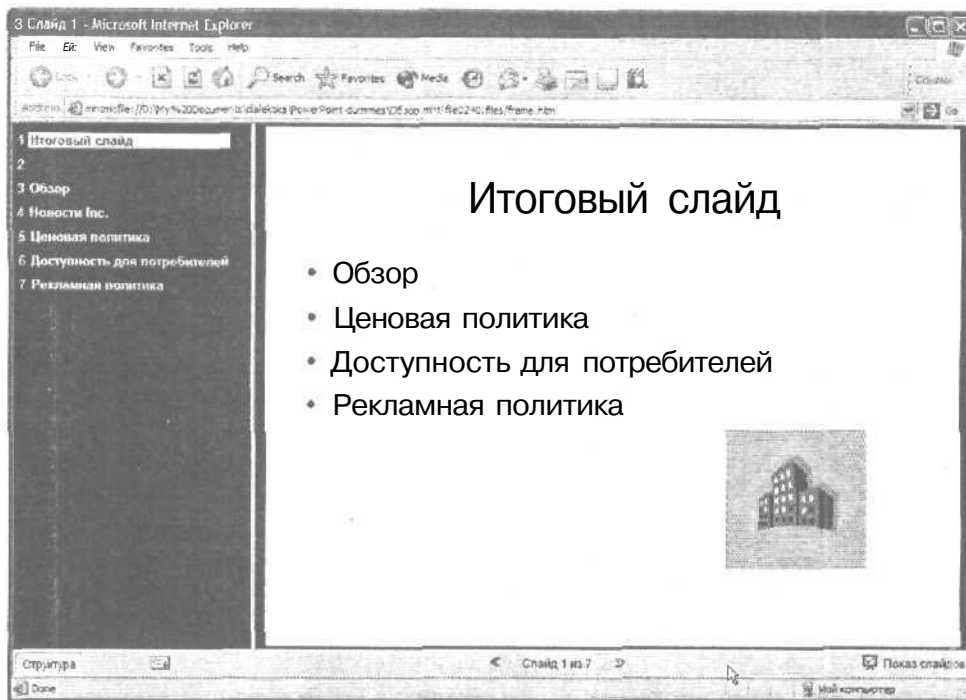 3 Слайд 1 - Microsoft Internet Explorer
File Ей: View Favorites Tools Help
Search Favorites Media
Go
1 Итоговый слайд
2
3 Обзор
4 Новости Inc.
5 Ценовая политика
6 Доступность для потребителей
7 Рекламная политика
Итоговый слайд
• Обзор
• Ценовая политика
• Доступность для потребителей
• Рекламная политика
Структура
Слайд 1 из 7
Показ слайдов
Done
Мой компьютер